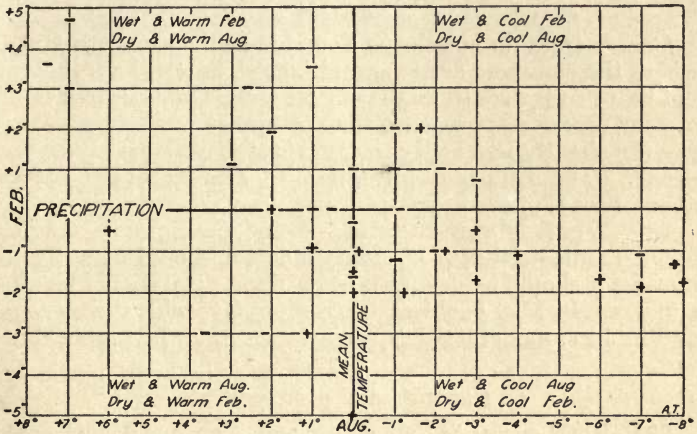 +5
Wet & Warm Feb
Dry & Warm Aug
Wet & Cool Feb
Dry & Cool Aug
+4"
+3"
+2"
+1"
FEB.
PRECIPITATION
-1"
-2"
-3
MEAN
TEMPERATURE
-4
Wet & Warm Aug.
Dry & Warm Feb.
Wet & Cool Aug
Dry & Cool Feb.
-5
A.T.
+8° +7° +6° +5° +4° +3° +2° +1° AUG. -1° -2° -3° -4° -5° -6° -7° -8°